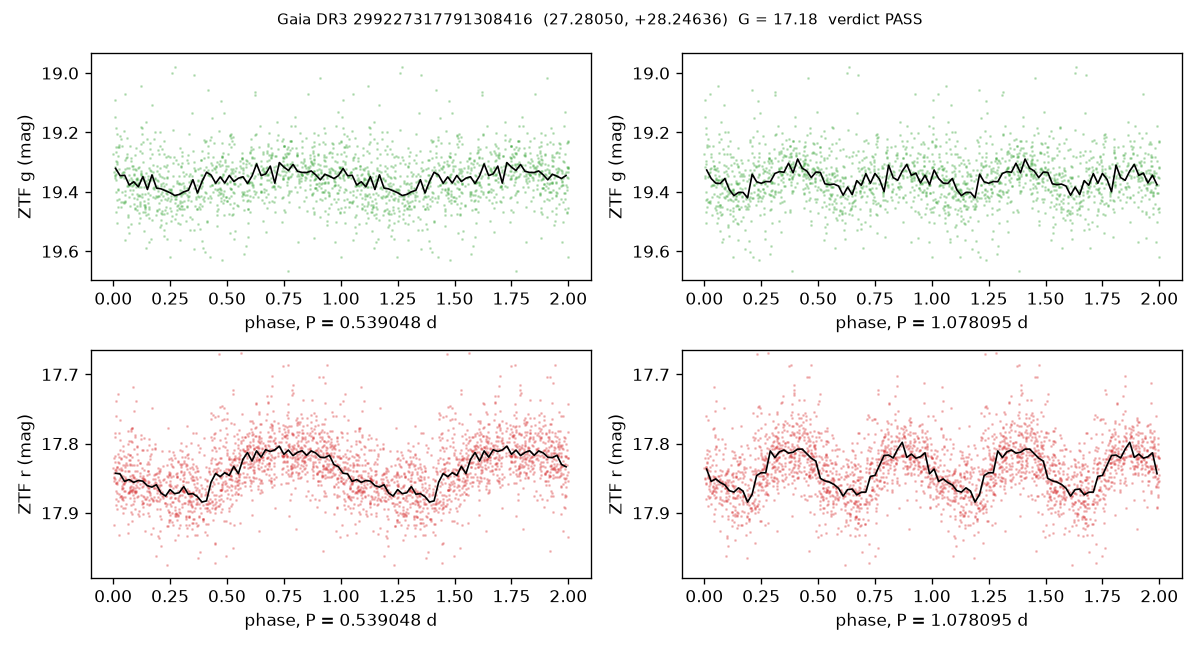 Gaia DR3 299227317791308416  (27.28050, +28.24636)  G = 17.18  verdict PASS
ZTF g (mag)
19.0
19.2
19.4
19.6
0.00 0.25 0.50 0.75 1.00 1.25 1.50 1.75 2.00
phase, P = 0.539048 d
ZTF g (mag)
19.0
19.2
19.4
19.6
0.00 0.25 0.50 0.75 1.00 1.25 1.50 1.75 2.00
phase, P = 1.078095 d
ZTF r (mag)
17.7
17.8
17.9
0.00 0.25 0.50 0.75 1.00 1.25 1.50 1.75 2.00
phase, P = 0.539048 d
ZTF r (mag)
17.7
17.8
17.9
0.00 0.25 0.50 0.75 1.00 1.25 1.50 1.75 2.00
phase, P = 1.078095 d